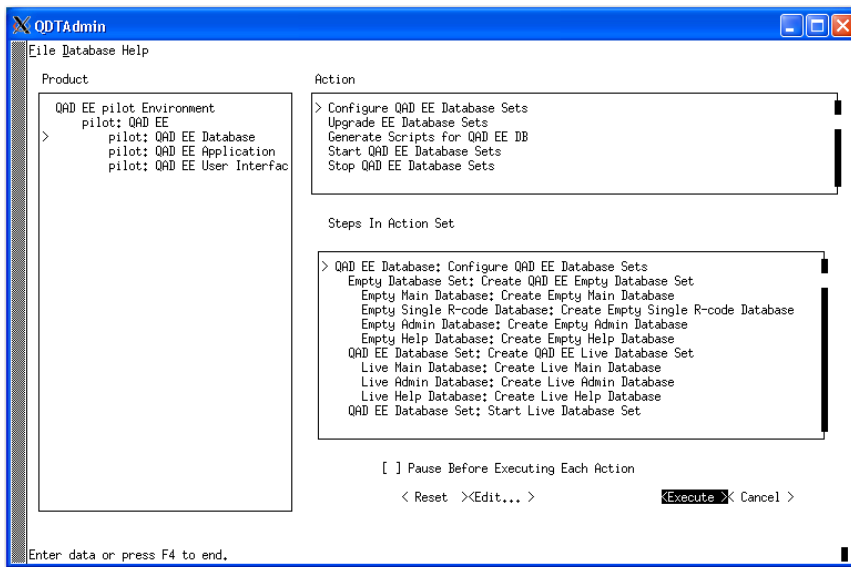 QDTAdmin
File Database Help
Product
QAD EE pilot Environment
pilot: QAD EE
> pilot: QAD EE Database
pilot: QAD EE Application
pilot: QAD EE User Interfac
Action
> Configure QAD EE Database Sets
Upgrade EE Database Sets
Generate Scripts for QAD EE DB
Start QAD EE Database Sets
Stop QAD EE Database Sets
Steps In Action Set
> QAD EE Database: Configure QAD EE Database Sets
Empty Database Set: Create QAD EE Empty Database Set
Empty Main Database: Create Empty Main Database
Empty Single R-code Database: Create Empty Single R-code Database
Empty Admin Database: Create Empty Admin Database
Empty Help Database: Create Empty Help Database
QAD EE Database Set: Create QAD EE Live Database Set
Live Main Database: Create Live Main Database
Live Admin Database: Create Live Admin Database
Live Help Database: Create Live Help Database
QAD EE Database Set: Start Live Database Set
[ ] Pause Before Executing Each Action
< Reset ><Edit... > <Execute >< Cancel >
Enter data or press F4 to end.